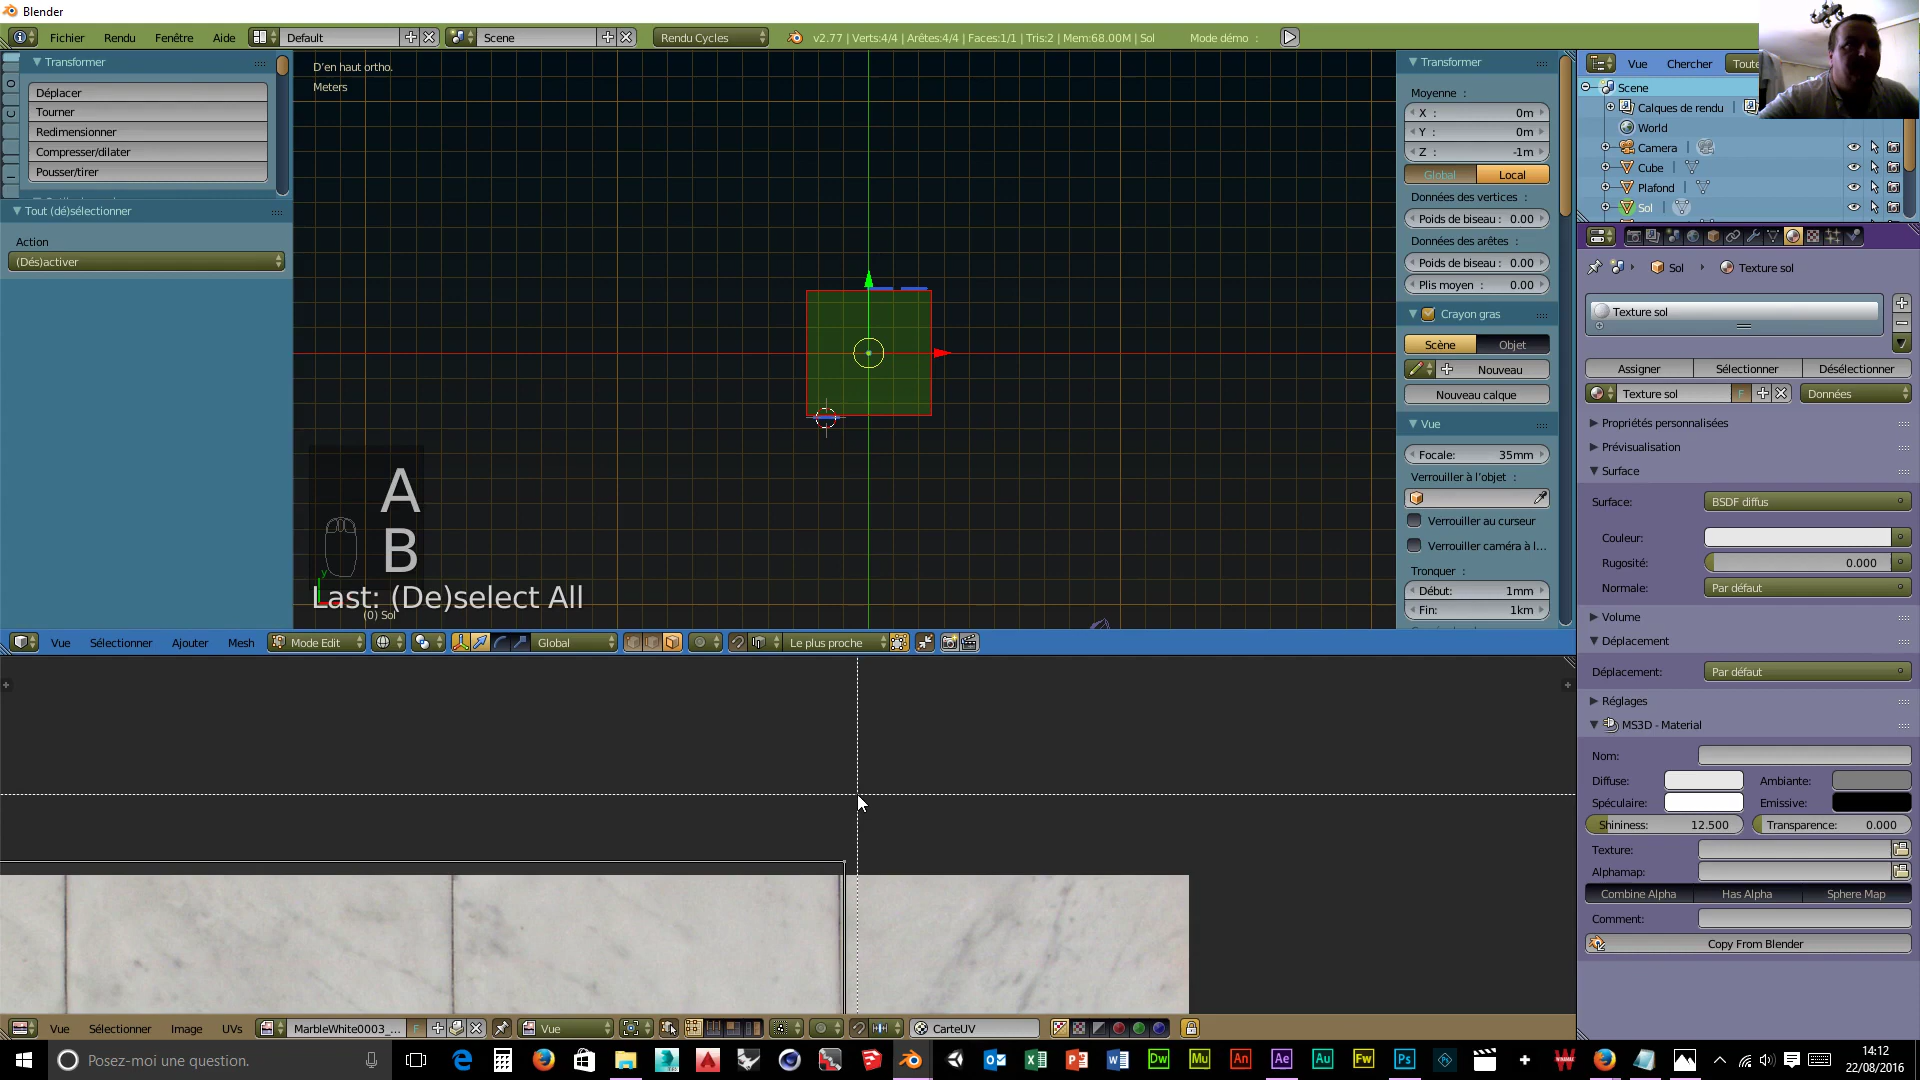 Blender
Fichier Rendu Fenêtre Aide Default Scene Rendu Cycles v2.77 | Verts:4/4 | Arêtes:4/4 | Faces:1/1 | Tris:2 | Mem:68.00M | Sol Mode démo :
Transformer
Déplacer
Tourner
Redimensionner
Compresser/dilater
Pousser/tirer
Tout (dé)sélectionner
Action
(Dés)activer
D'en haut ortho.
Meters
A
B
Last: (De)select All
y
(0) Sol
Transformer
Moyenne :
X : 0m
Y : 0m
Z : -1m
Global Local
Données des vertices :
Poids de biseau : 0.00
Données des arêtes :
Poids de biseau : 0.00
Plis moyen : 0.00
Crayon gras
Scène Objet
Nouveau
Nouveau calque
Vue
Focale: 35mm
Verrouiller à l'objet :
Verrouiller au curseur
Verrouiller caméra à l...
Tronquer :
Début: 1mm
Fin: 1km
Vue Chercher Toute
Scene
Calques de rendu
World
Camera
Cube
Plafond
Sol
Sol Texture sol
Texture sol
Assigner Sélectionner Désélectionner
Texture sol F Données
Propriétés personnalisées
Prévisualisation
Surface
Surface: BSDF diffus
Couleur:
Rugosité: 0.000
Normale: Par défaut
Volume
Déplacement
Déplacement: Par défaut
Réglages
MS3D - Material
Nom:
Diffuse: Ambiante:
Spéculaire: Emissive:
Shininess: 12.500 Transparence: 0.000
Texture:
Alphamap:
Combine Alpha Has Alpha Sphere Map
Comment:
Copy From Blender
Vue Sélectionner Ajouter Mesh Mode Edit Global Le plus proche
Vue Sélectionner Image UVs MarbleWhite0003_... F Vue CarteUV
Posez-moi une question. Dw Mu An Ae Au Fw Ps 14:12
22/08/2016